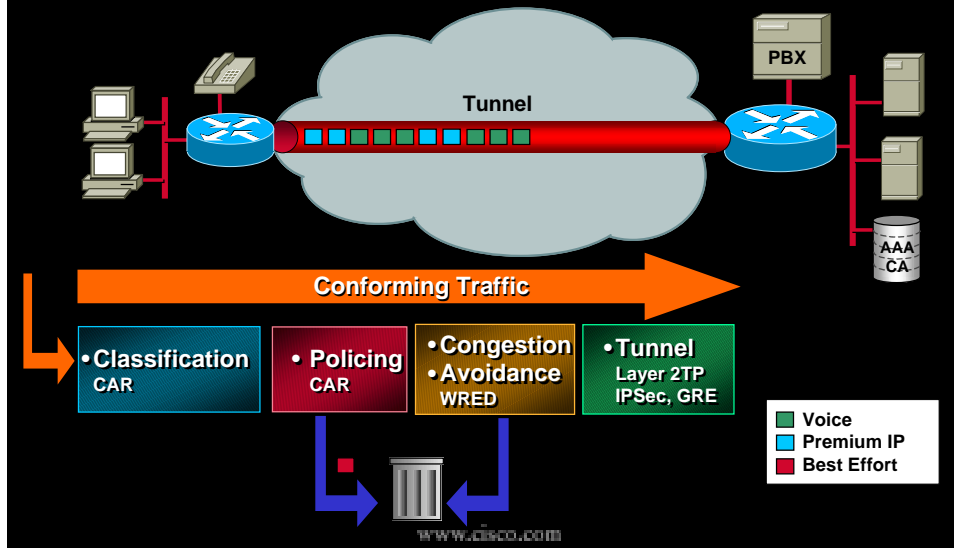 PBX
Tunnel
AAA
CA
Conforming Traffic
•Classification
CAR
• Policing
CAR
•Congestion
•Avoidance
WRED
•Tunnel
Layer 2TP
IPSec, GRE
Voice
Premium IP
Best Effort
www.cisco.com